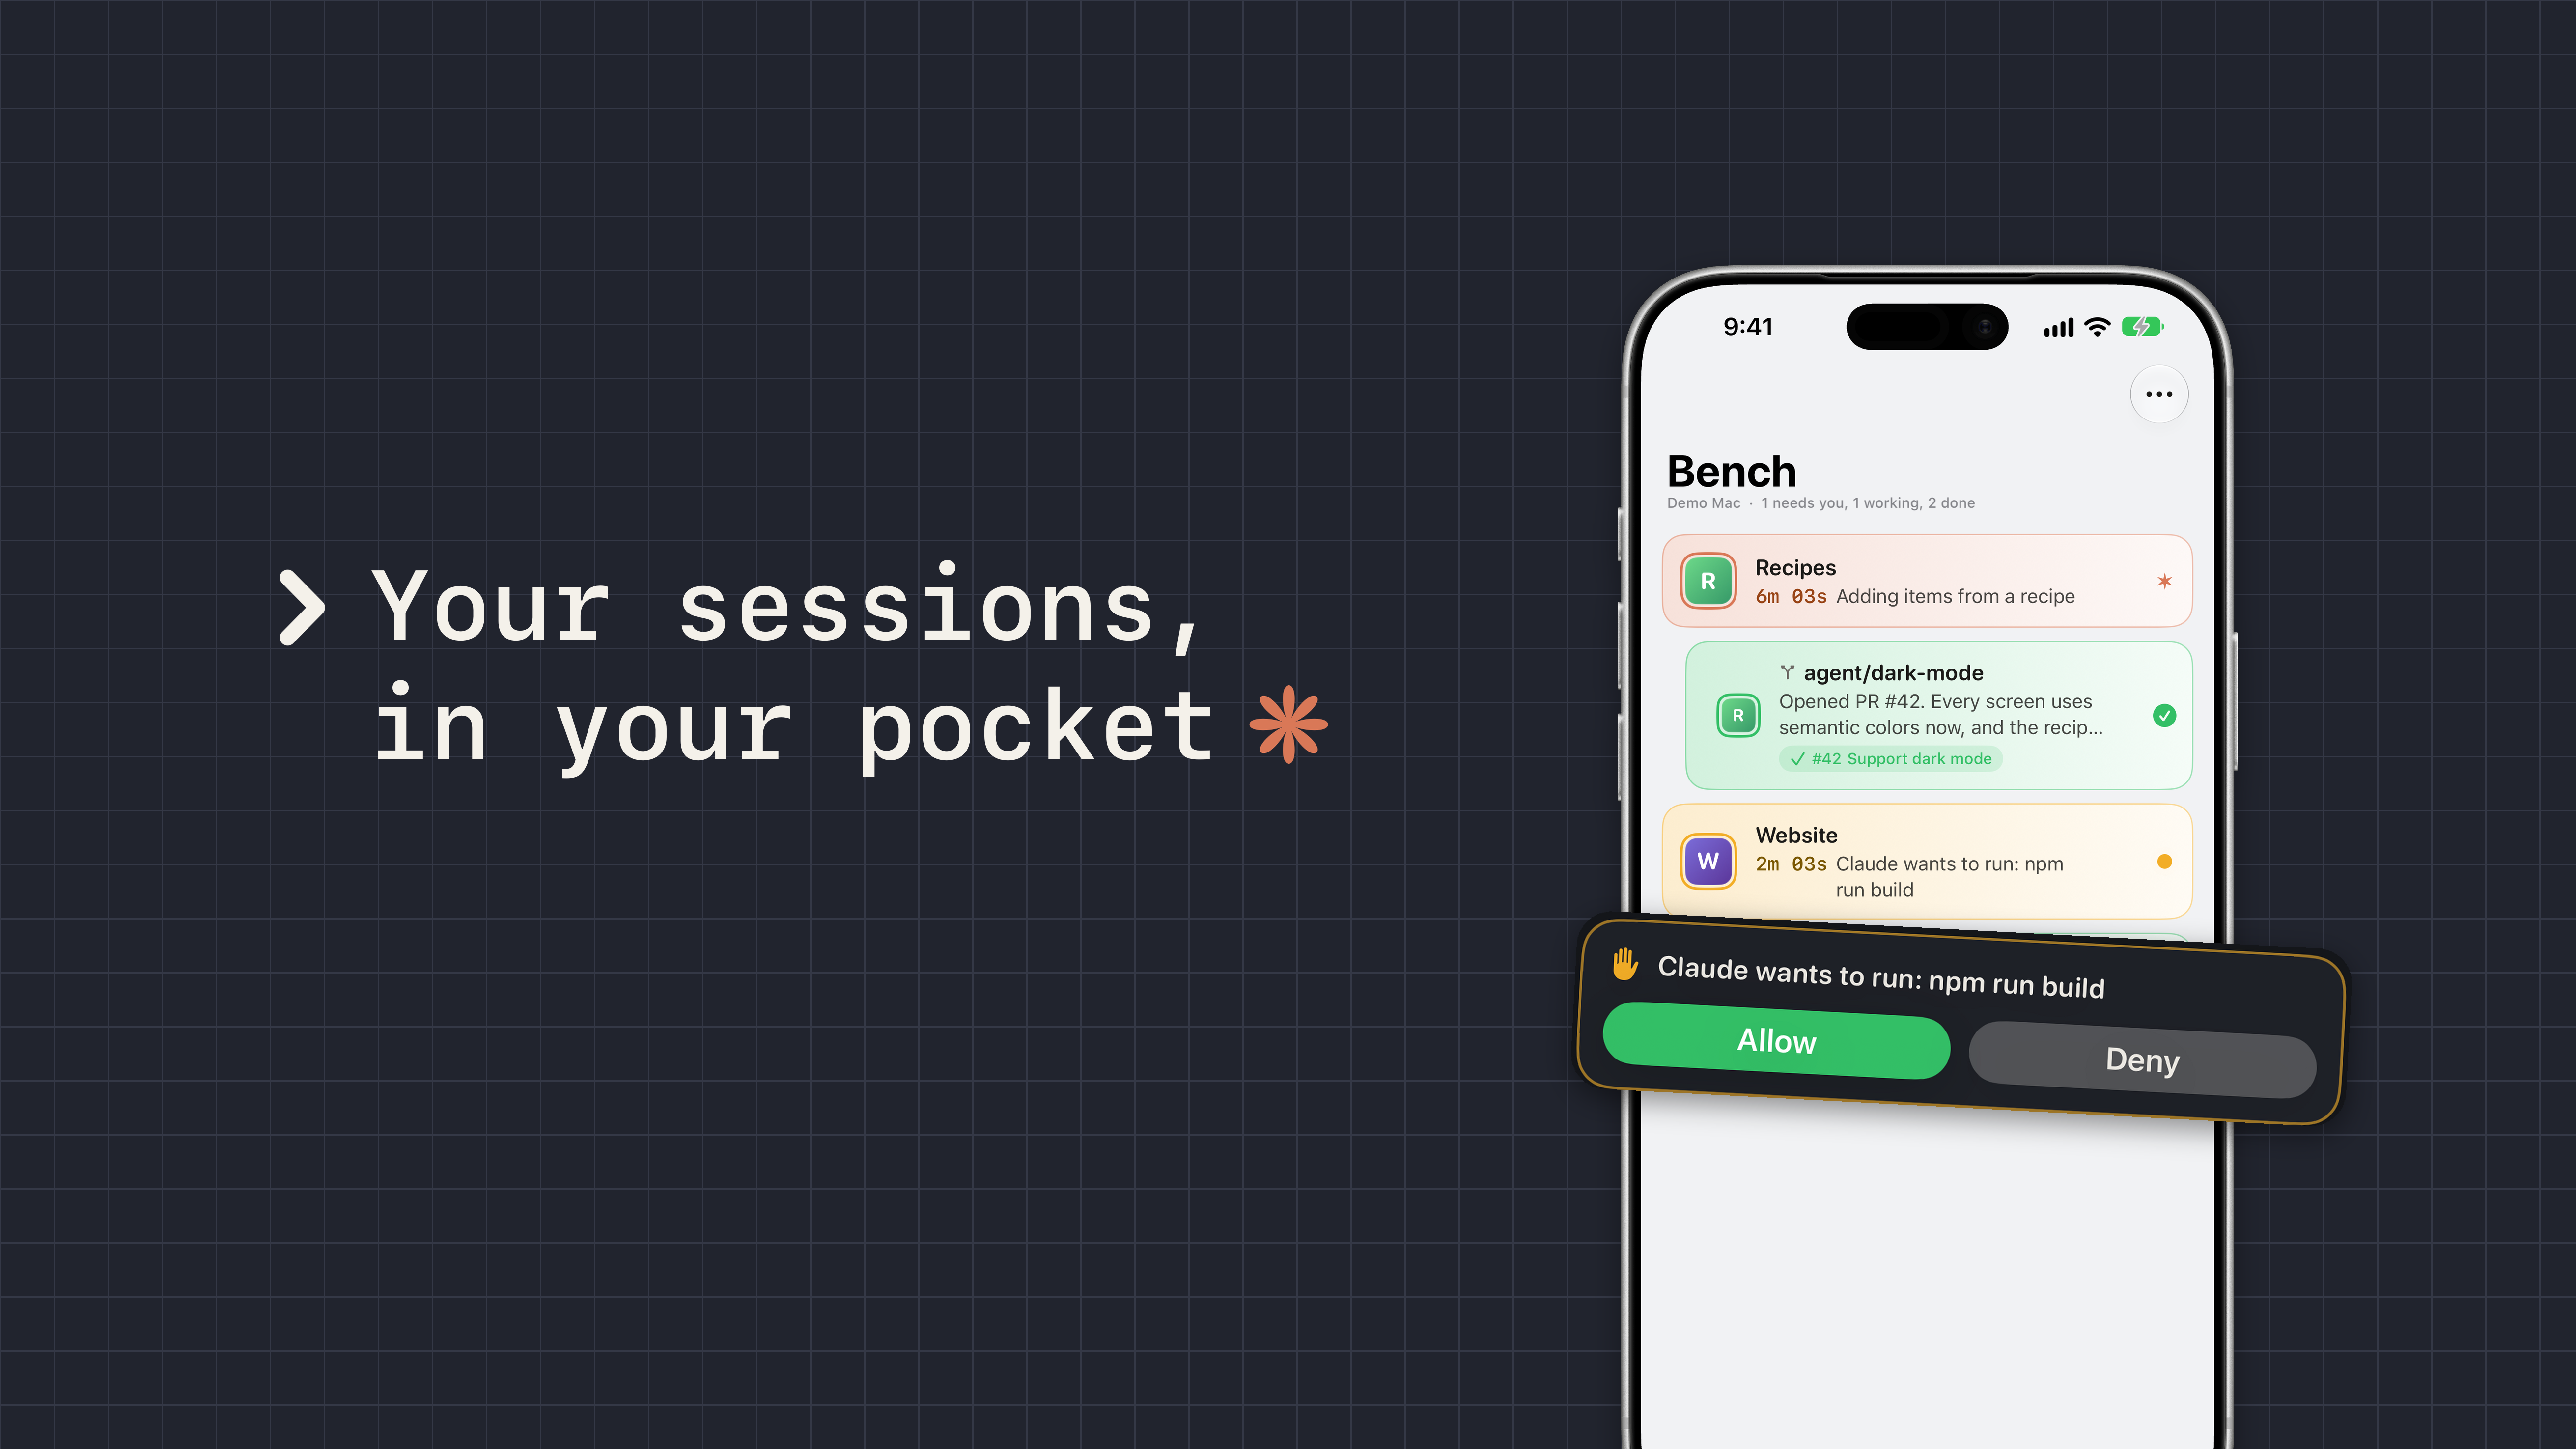 Your sessions,
in your pocket
9:41
Bench
Demo Mac · 1 needs you, 1 working, 2 done
R
Recipes
6m 03s Adding items from a recipe
R
agent/dark-mode
Opened PR #42. Every screen uses
semantic colors now, and the recip...
#42 Support dark mode
W
Website
2m 03s Claude wants to run: npm
run build
Claude wants to run: npm run build
Allow
Deny